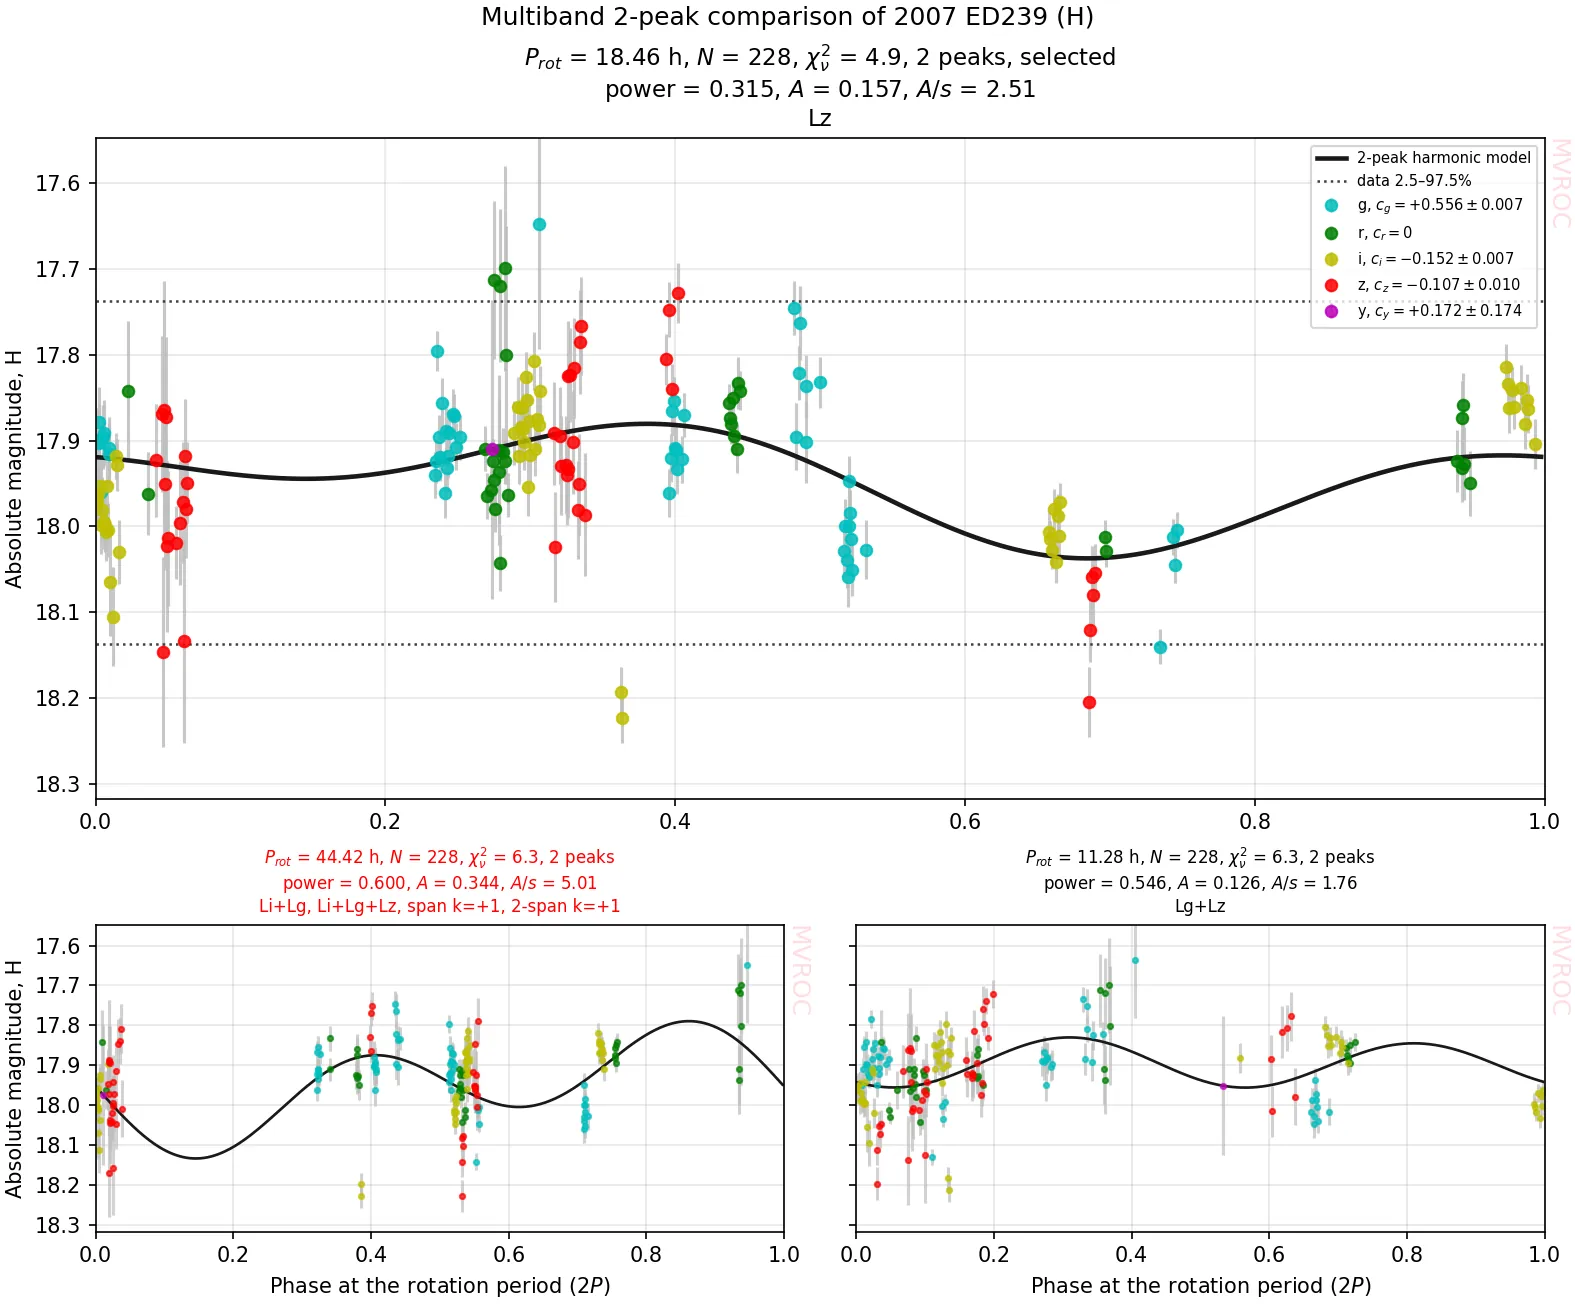 Multiband 2-peak comparison of 2007 ED239 (H)
P_rot = 18.46 h, N = 228, χ²_ν = 4.9, 2 peaks, selected
power = 0.315, A = 0.157, A/s = 2.51
Lz
2-peak harmonic model
data 2.5–97.5%
g, c_g = +0.556 ± 0.007
r, c_r = 0
i, c_i = −0.152 ± 0.007
z, c_z = −0.107 ± 0.010
y, c_y = +0.172 ± 0.174
MVROC
Absolute magnitude, H
17.6
17.7
17.8
17.9
18.0
18.1
18.2
18.3
0.0 0.2 0.4 0.6 0.8 1.0
P_rot = 44.42 h, N = 228, χ²_ν = 6.3, 2 peaks
power = 0.600, A = 0.344, A/s = 5.01
Li+Lg, Li+Lg+Lz, span k=+1, 2-span k=+1
MVROC
Absolute magnitude, H
17.6
17.7
17.8
17.9
18.0
18.1
18.2
18.3
0.0 0.2 0.4 0.6 0.8 1.0
Phase at the rotation period (2P)
P_rot = 11.28 h, N = 228, χ²_ν = 6.3, 2 peaks
power = 0.546, A = 0.126, A/s = 1.76
Lg+Lz
MVROC
0.0 0.2 0.4 0.6 0.8 1.0
Phase at the rotation period (2P)